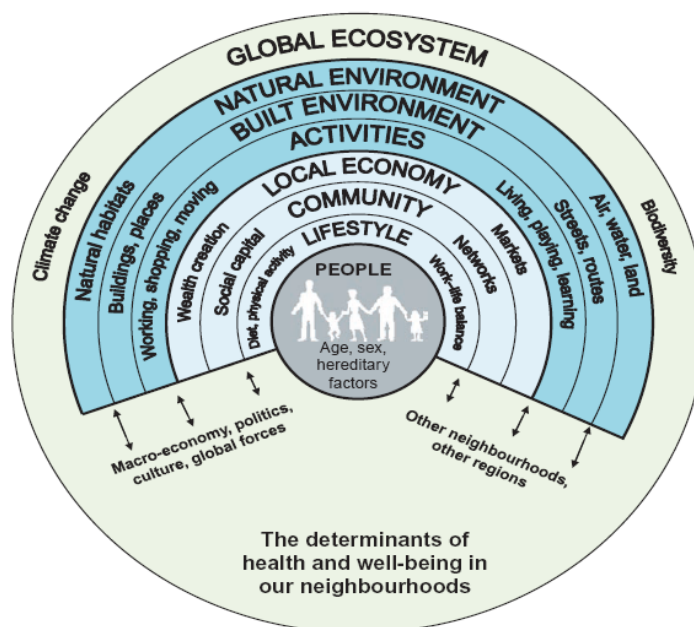 GLOBAL ECOSYSTEM
NATURAL ENVIRONMENT
BUILT ENVIRONMENT
ACTIVITIES
LOCAL ECONOMY
COMMUNITY
LIFESTYLE
PEOPLE
Age, sex,
hereditary
factors
Climate change
Natural habitats
Buildings, places
Working, shopping, moving
Wealth creation
Social capital
Diet, physical activity
Work-life balance
Networks
Markets
Living, playing, learning
Streets, routes
Air, water, land
Biodiversity
Macro-economy, politics,
culture, global forces
Other neighbourhoods,
other regions
The determinants of
health and well-being in
our neighbourhoods